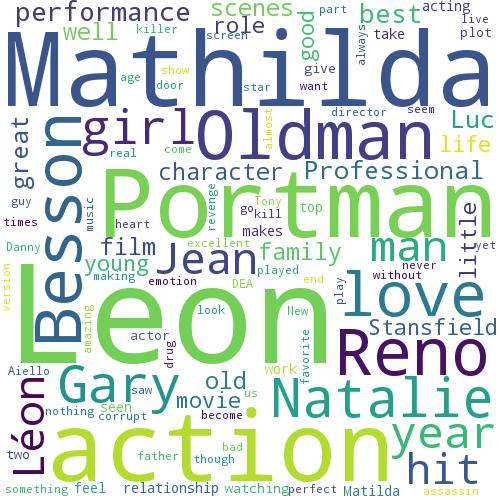 performance scenes best acting
well killer role good part live
screen take always plot
Mathilda
age show star give want
door director seem
great girl Oldman almost Luc
real come life
Besson character Professional
Portman
guy music revenge Tony go kill top little yet
times heart makes
Danny film Jean excellent family man never
young making played without
version amazing emotion DEA end play love
Leon
look New Stansfield
actor favorite Reno
Aiello Gary drug old work
Léon saw movie us Natalie
nothing seen corrupt become
two action year
father though bad hit
something feel relationship watching perfect Matilda assassin